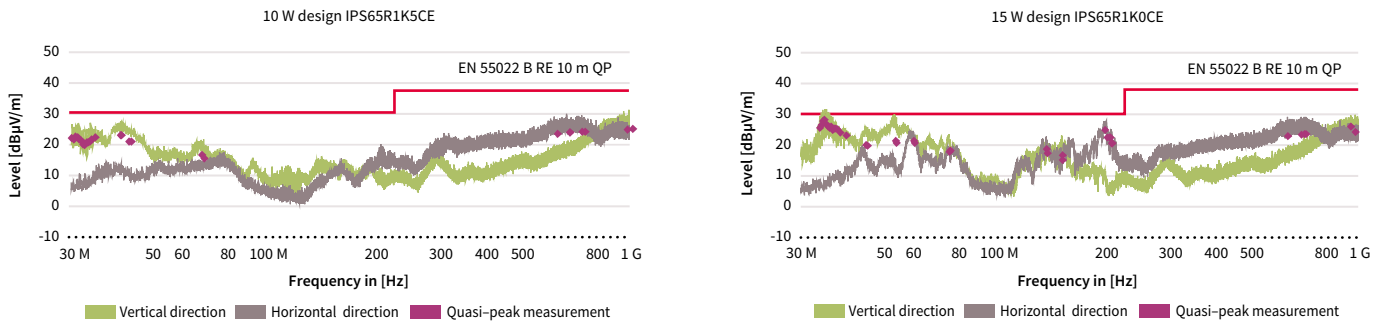 10 W design IPS65R1K5CE
50
40
30
20
10
0
-10
Level [dBµV/m]
EN 55022 B RE 10 m QP
30 M 50 60 80 100 M 200 300 400 500 800 1 G
Frequency in [Hz]
Vertical direction Horizontal direction Quasi–peak measurement
15 W design IPS65R1K0CE
50
40
30
20
10
0
-10
Level [dBµV/m]
EN 55022 B RE 10 m QP
30 M 50 60 80 100 M 200 300 400 500 800 1 G
Frequency in [Hz]
Vertical direction Horizontal direction Quasi–peak measurement